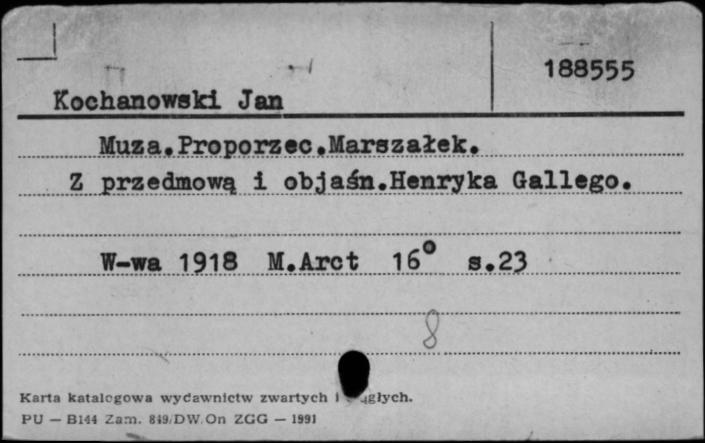 188555
Kochanowski Jan
Muza.Proporzec.Marszałek.
Z przedmową i objaśn.Henryka Gallego.
W-wa 1918 M.Arct 16° s.23
8
Karta katalogowa wydawnictw zwartych i
PU — B144 Zam. 849/DW.On ZGG — 1991